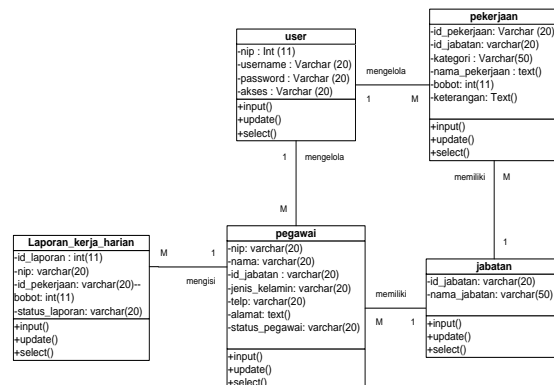 user
-nip : Int (11)
-username : Varchar (20)
-password : Varchar (20)
-akses : Varchar (20)
+input()
+update()
+select()
mengelola
1
M
pekerjaan
-id_pekerjaan: Varchar (20)
-id_jabatan: varchar(20)
-kategori : Varchar(50)
-nama_pekerjaan : text()
-bobot: int(11)
-keterangan: Text()
+input()
+update()
+select()
1
mengelola
M
memiliki
M
1
Laporan_kerja_harian
-id_laporan : int(11)
-nip: varchar(20)
-id_pekerjaan: varchar(20)--
bobot: int(11)
-status_laporan: varchar(20)
+input()
+update()
+select()
M
1
mengisi
pegawai
-nip: varchar(20)
-nama: varchar(20)
-id_jabatan : varchar(20)
-jenis_kelamin: varchar(20)
-telp: varchar(20)
-alamat: text()
-status_pegawai: varchar(20)
+input()
+update()
+select()
memiliki
M
1
jabatan
-id_jabatan: varchar(20)
-nama_jabatan: varchar(50)
+input()
+update()
+select()